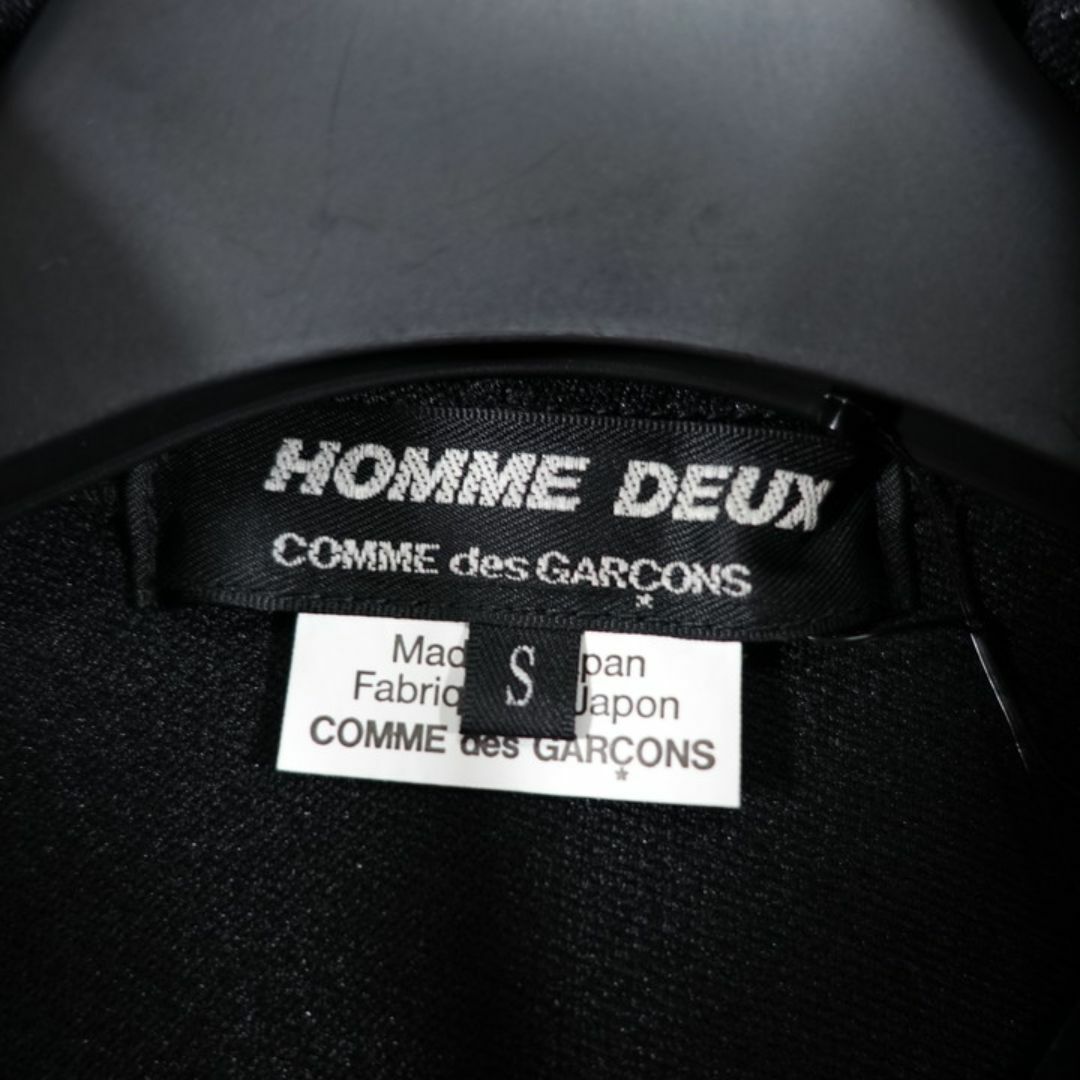 HOMME DEUX
COMME des GARÇONS
S
Mad pan
Fabriq Japon
COMME des GARÇONS